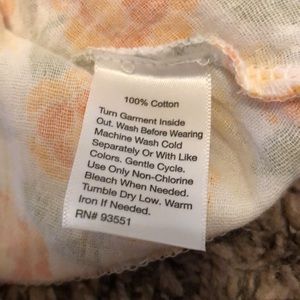 100% Cotton
Turn Garment Inside
Out. Wash Before Wearing
Machine Wash Cold
Separately Or With Like
Colors. Gentle Cycle.
Use Only Non-Chlorine
Bleach When Needed.
Tumble Dry Low. Warm
Iron If Needed.
RN# 93551